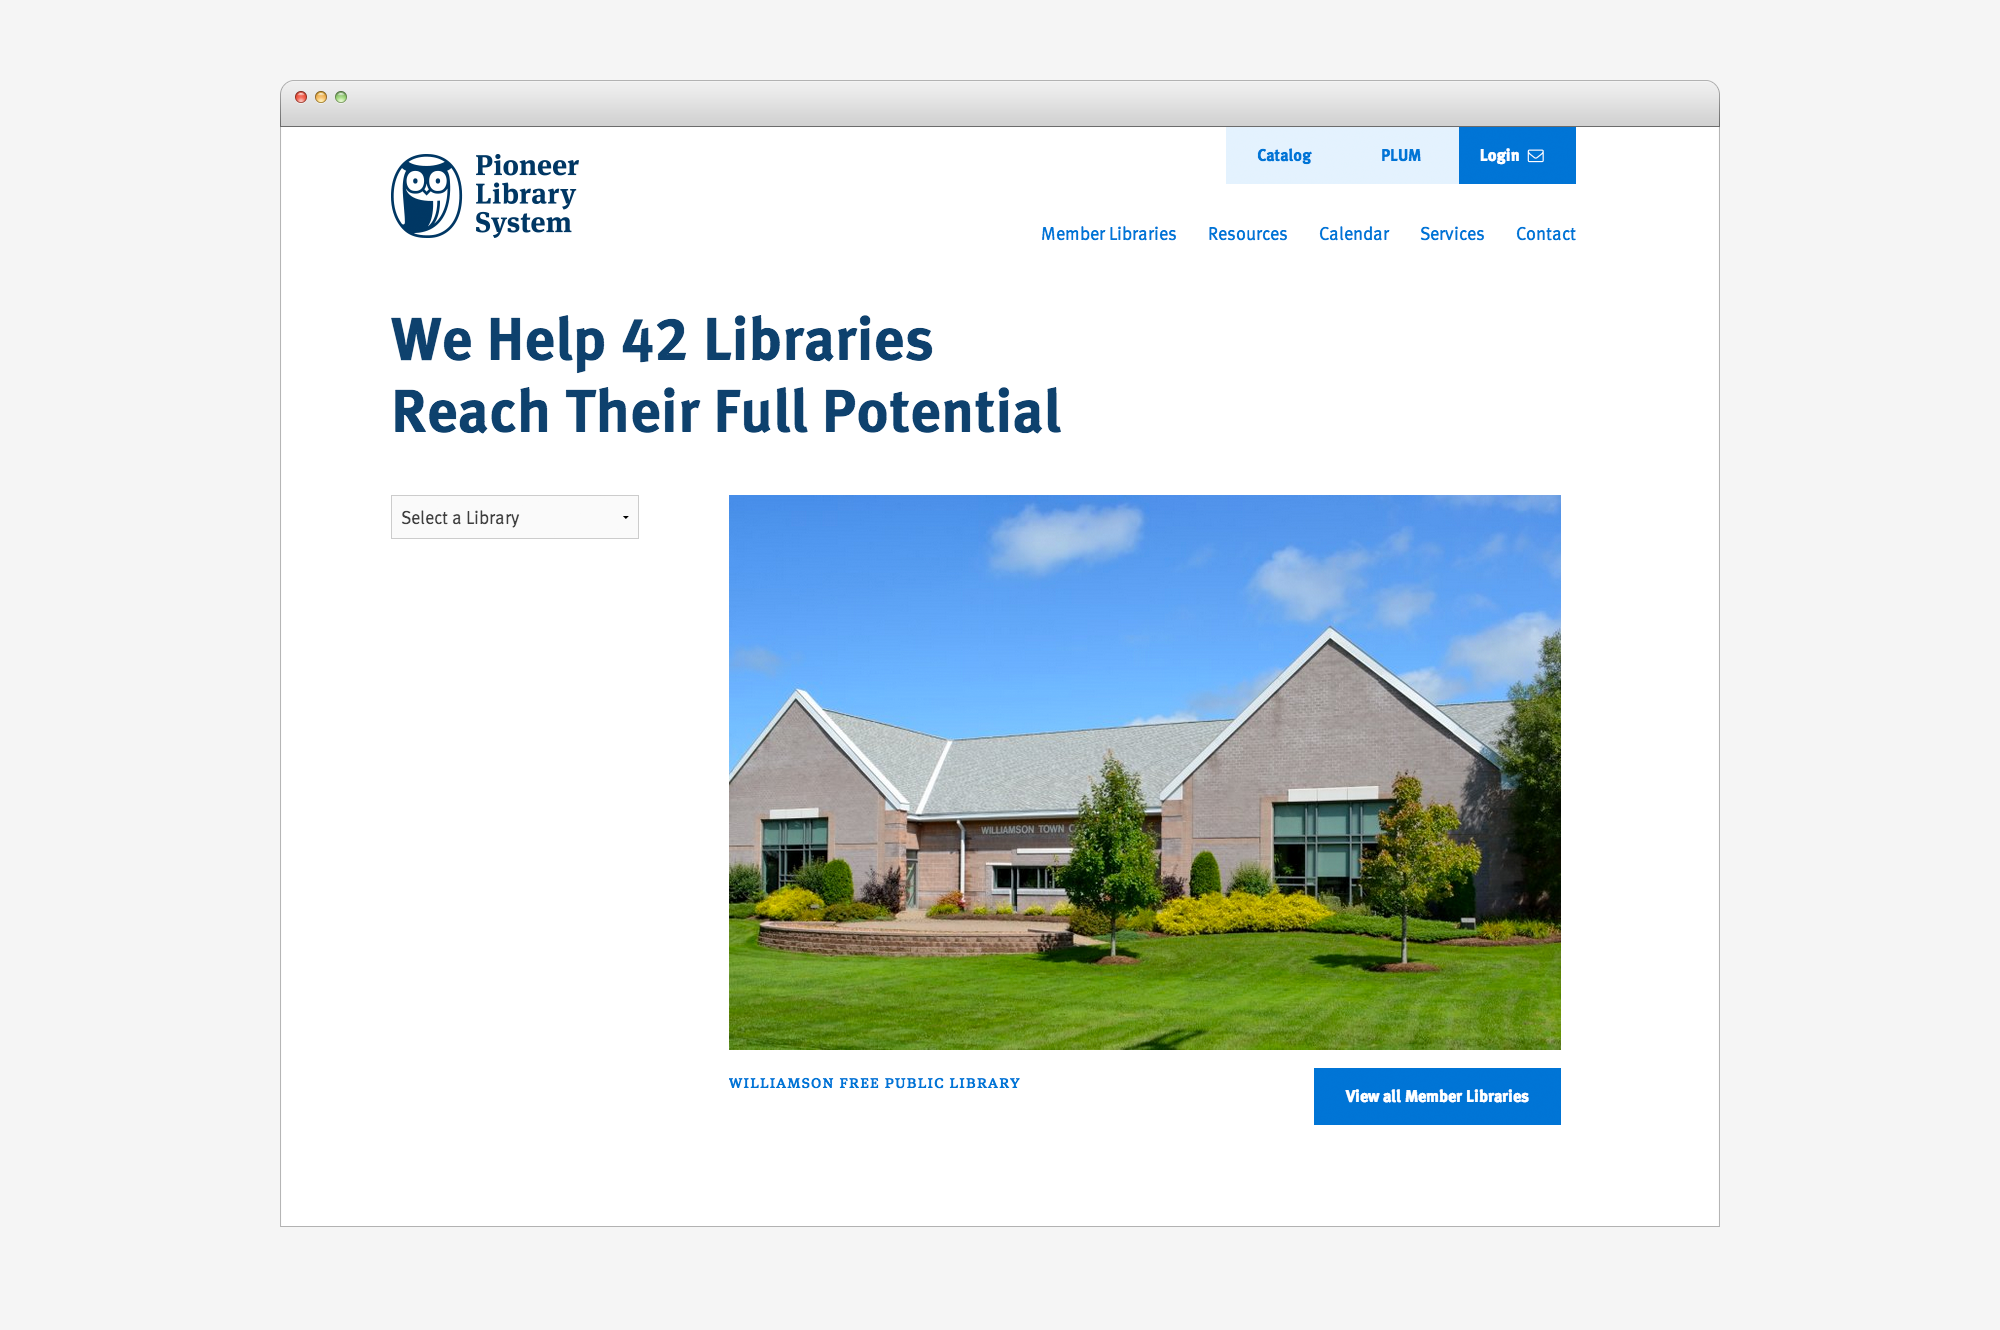 Pioneer
Library
System
Catalog
PLUM
Login
Member Libraries
Resources
Calendar
Services
Contact
We Help 42 Libraries
Reach Their Full Potential
Select a Library
WILLIAMSON TOWN
WILLIAMSON FREE PUBLIC LIBRARY
View all Member Libraries